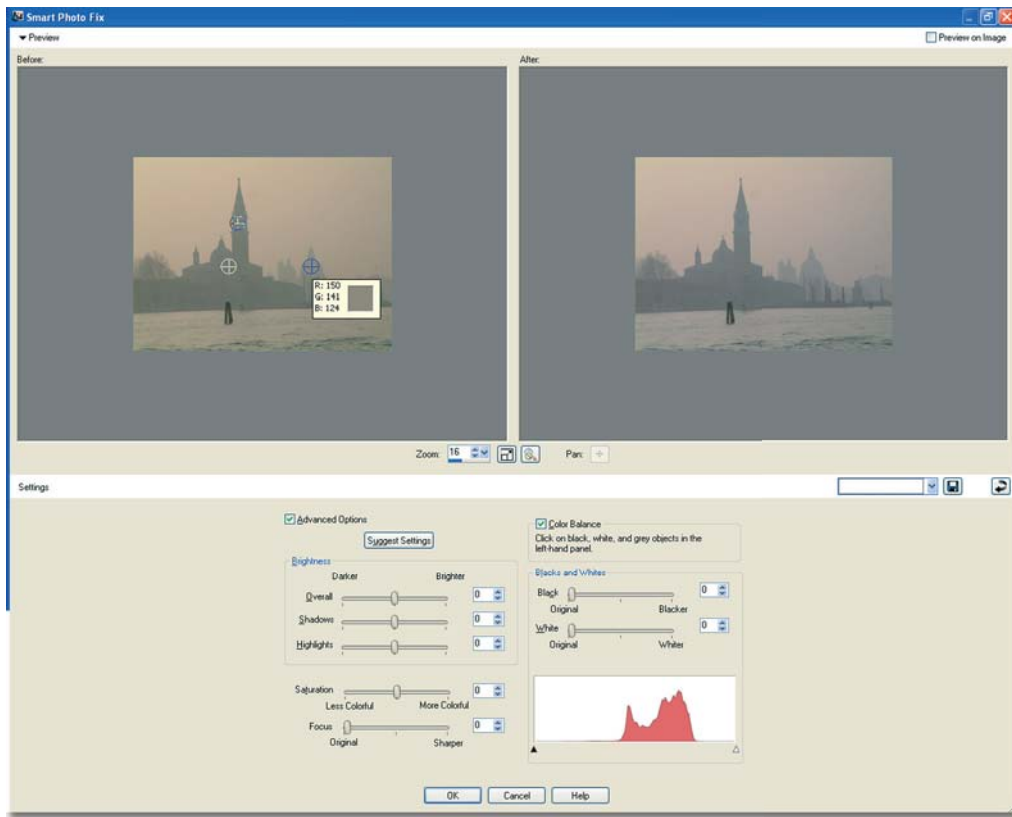 Smart Photo Fix
Preview
Preview on Image
Before:
After:
R: 150
G: 141
B: 124
Zoom: 16
Pan:
Settings
Advanced Options
Suggest Settings
Brightness
Darker Brighter
Overall 0
Shadows 0
Highlights 0
Saturation 0
Less Colorful More Colorful
Focus 0
Original Sharper
Color Balance
Click on black, white, and grey objects in the
left-hand panel.
Blacks and Whites
Black 0
Original Blacker
White 0
Original Whiter
OK Cancel Help